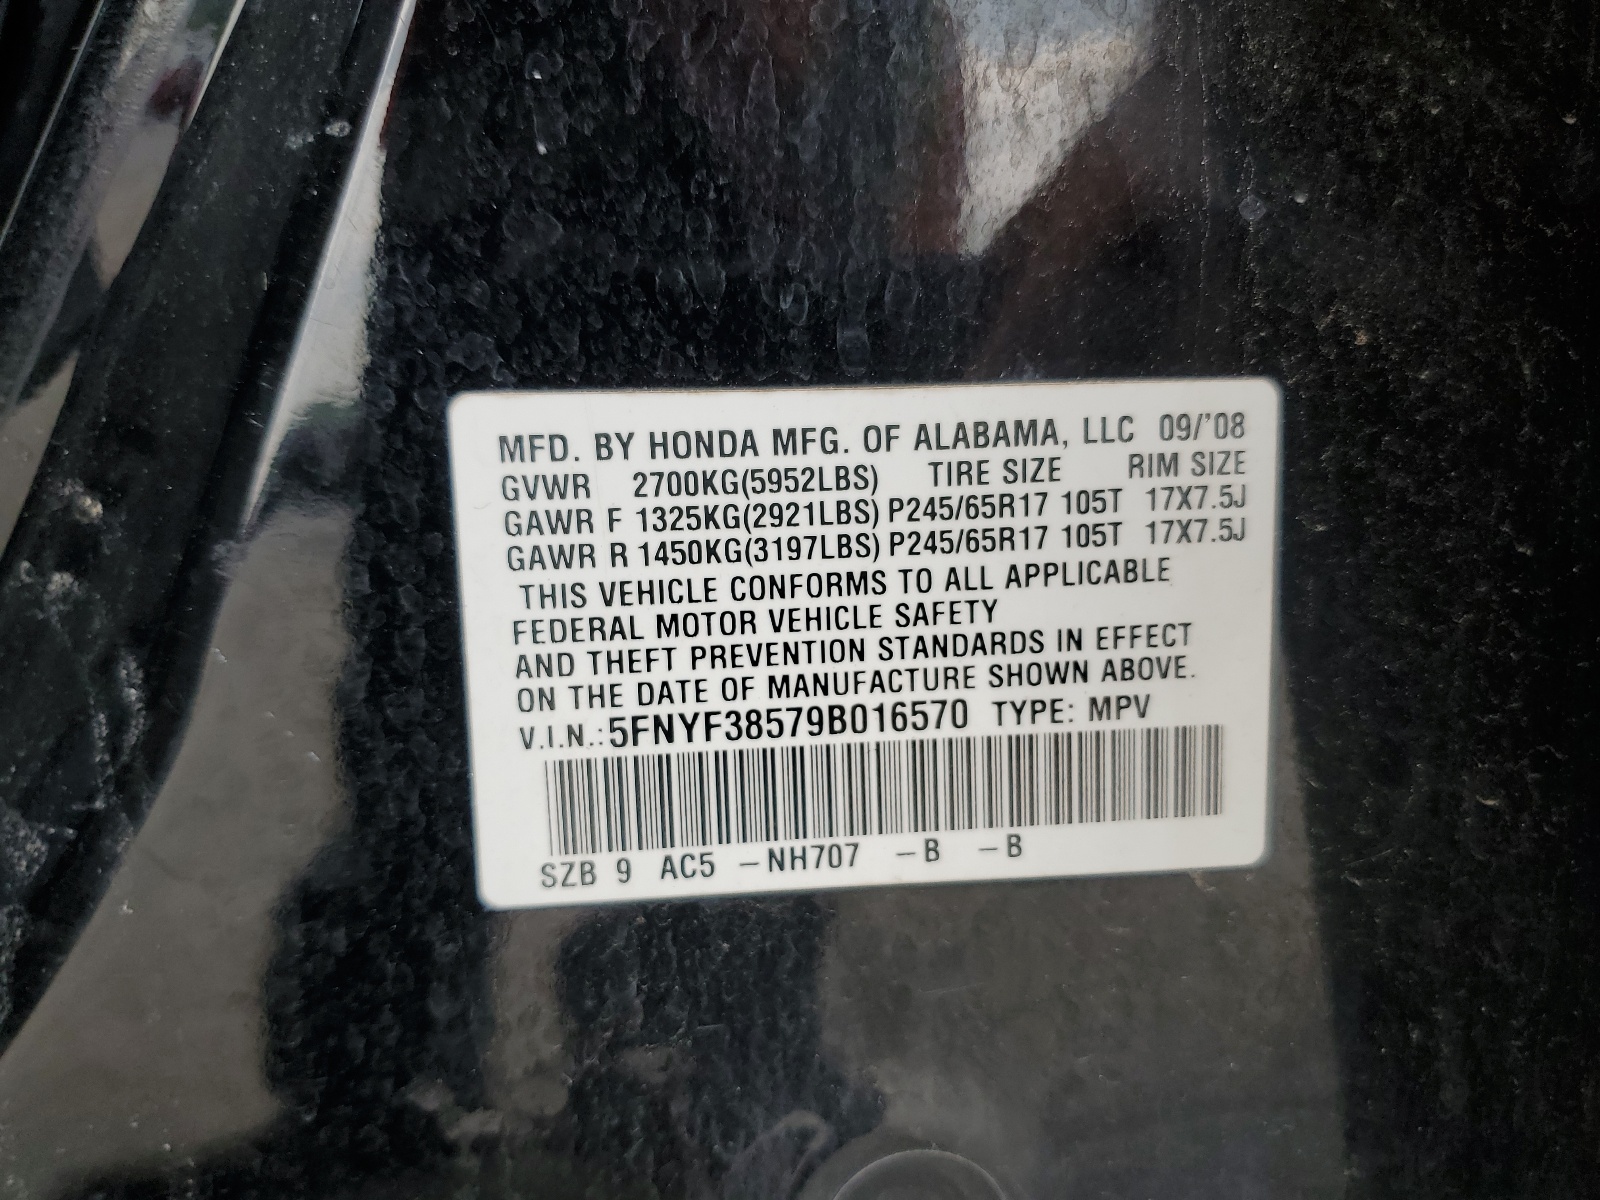 MFD. BY HONDA MFG. OF ALABAMA, LLC 09/'08
GVWR 2700KG(5952LBS) TIRE SIZE RIM SIZE
GAWR F 1325KG(2921LBS) P245/65R17 105T 17X7.5J
GAWR R 1450KG(3197LBS) P245/65R17 105T 17X7.5J
THIS VEHICLE CONFORMS TO ALL APPLICABLE
FEDERAL MOTOR VEHICLE SAFETY
AND THEFT PREVENTION STANDARDS IN EFFECT
ON THE DATE OF MANUFACTURE SHOWN ABOVE.
V.I.N.: 5FNYF38579B016570 TYPE: MPV
SZB 9 AC5 -NH707 -B -B